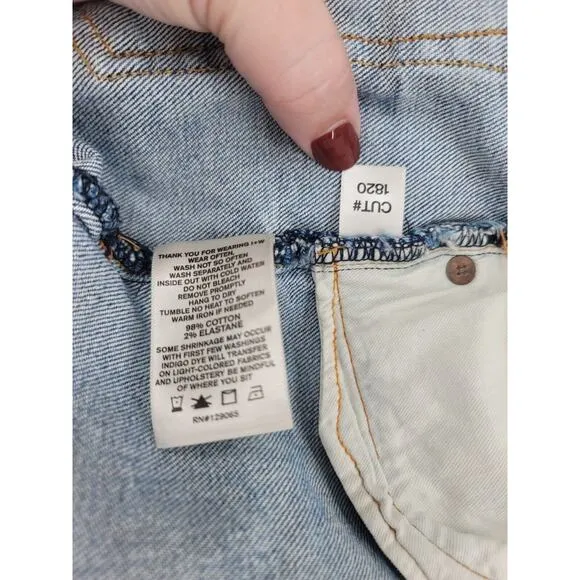 CUT#
1820
THANK YOU FOR WEARING
WEAR OFTEN.
WASH NOT SO OFTEN
WASH SEPARATELY AND
INSIDE OUT WITH COLD WATER
DO NOT BLEACH
REMOVE PROMPTLY
HANG TO DRY
TUMBLE NO HEAT TO SOFTEN
WARM IRON IF NEEDED
98% COTTON
2% ELASTANE
SOME SHRINKAGE MAY OCCUR
WITH FIRST FEW WASHINGS
INDIGO DYE WILL TRANSFER
ON LIGHT-COLORED FABRICS
AND UPHOLSTERY BE MINDFUL
OF WHERE YOU SIT
RN#129065